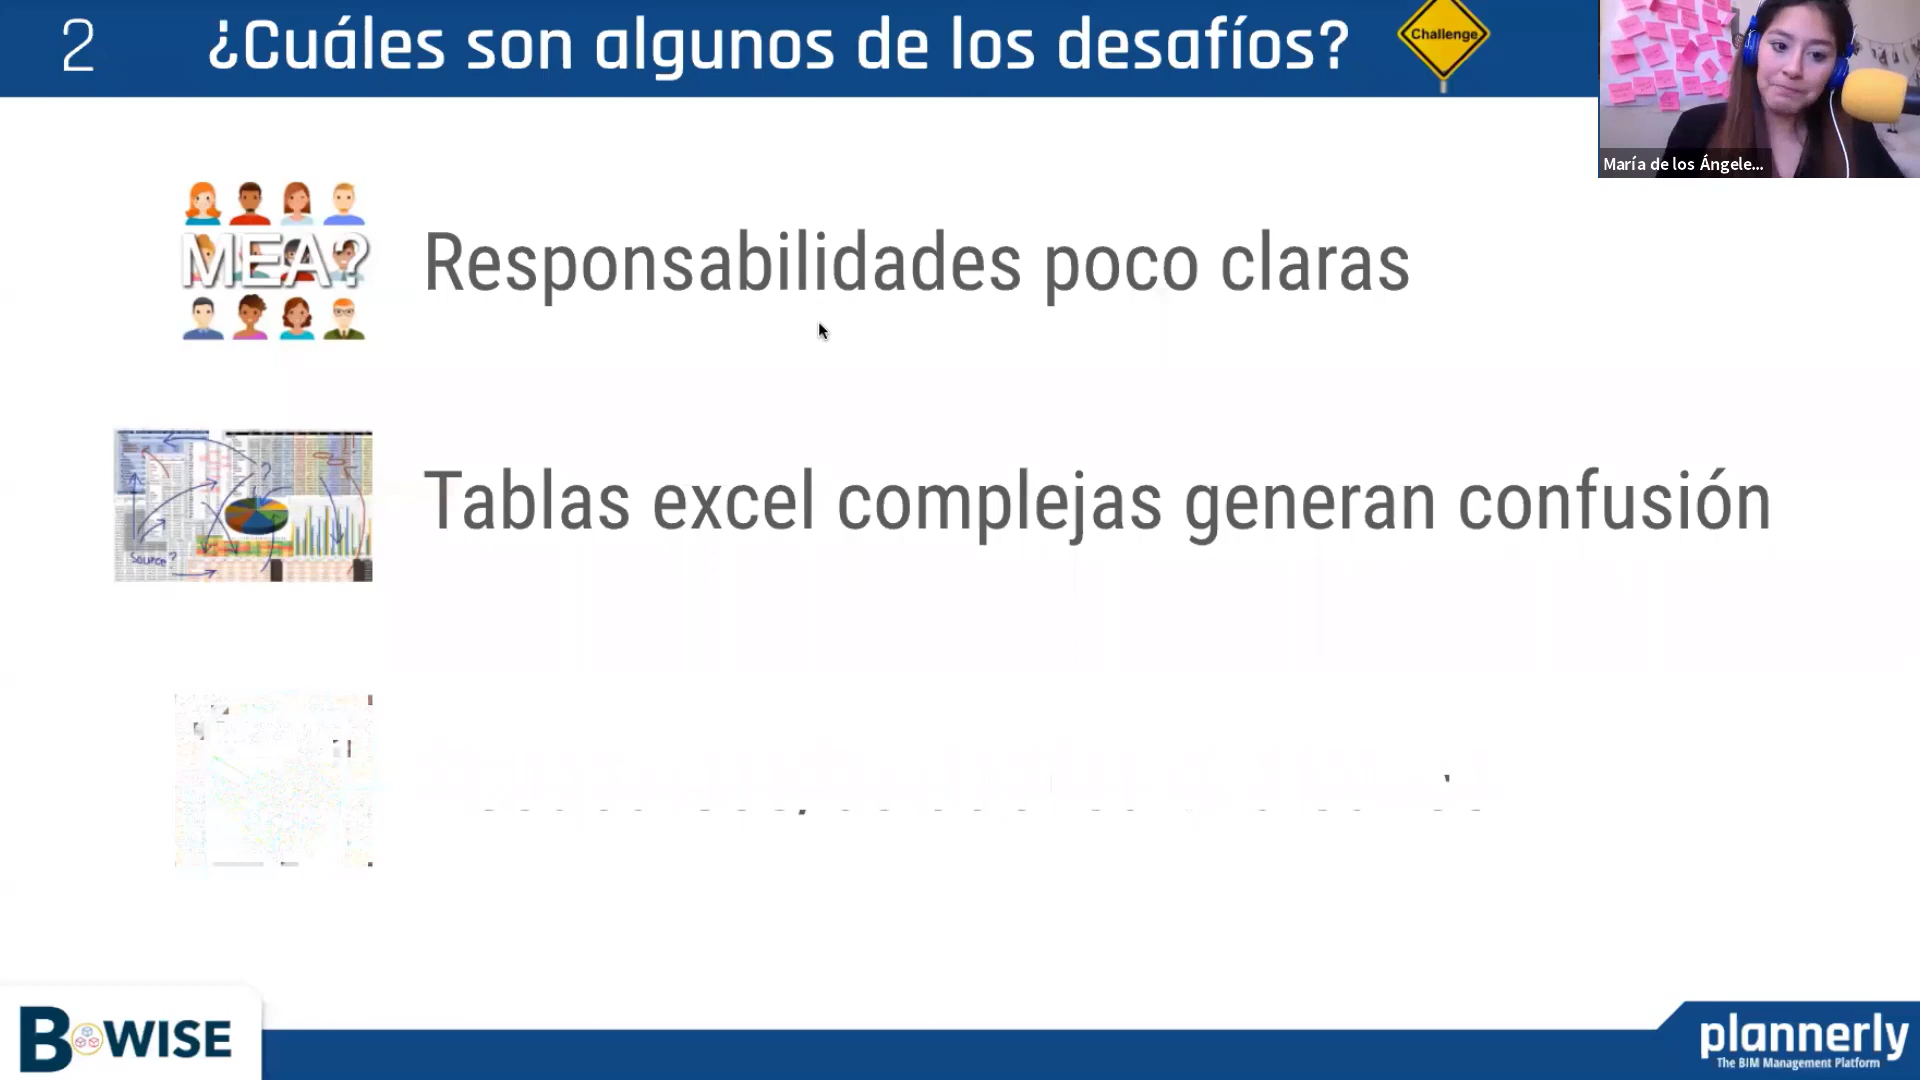 2
¿Cuáles son algunos de los desafíos?
Challenge
María de los Ángele...
MEA?
Responsabilidades poco claras
Source?
Tablas excel complejas generan confusión
B WISE
plannerly
The BIM Management Platform